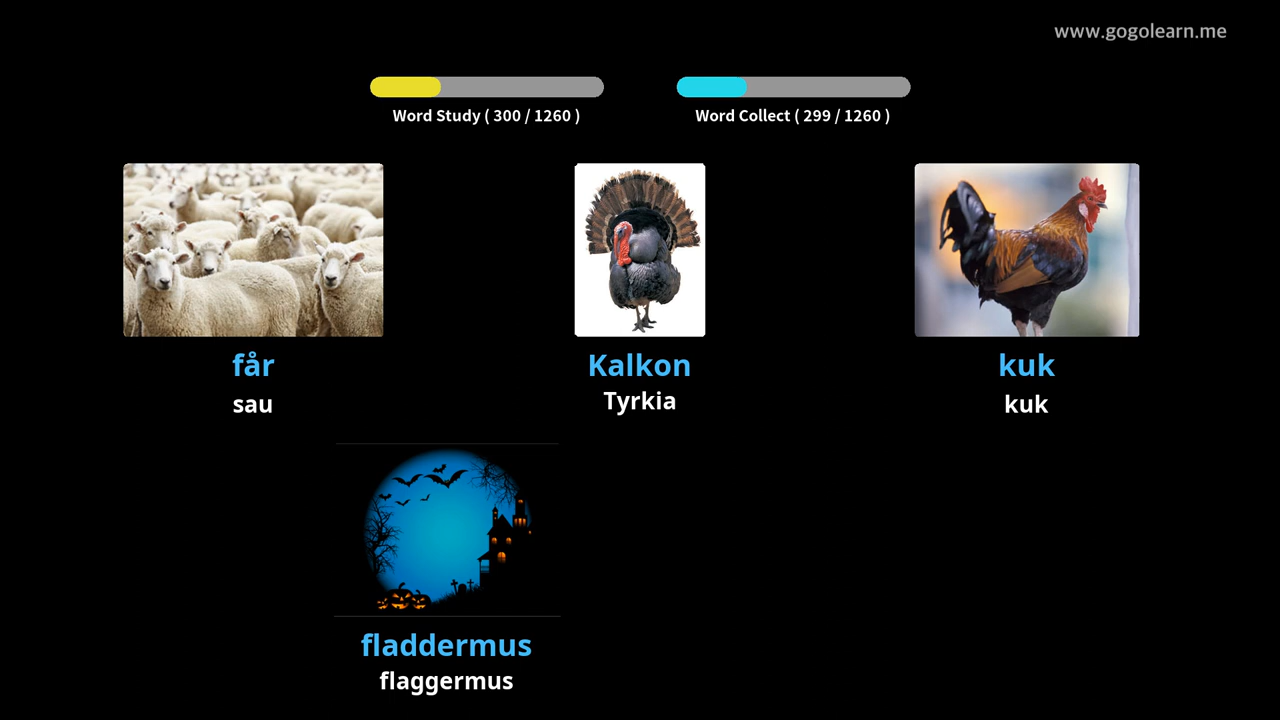 www.gogolearn.me
Word Study ( 300 / 1260 )
Word Collect ( 299 / 1260 )
får
Kalkon
kuk
sau
Tyrkia
kuk
fladdermus
flaggermus